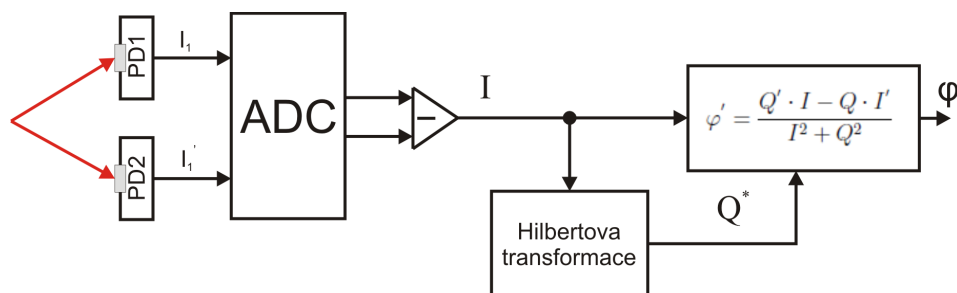 PD1
I₁
PD2
I₁'
ADC
−
I
Hilbertova
transformace
Q*
φ′ = (Q′ · I − Q · I′) / (I² + Q²)
φ